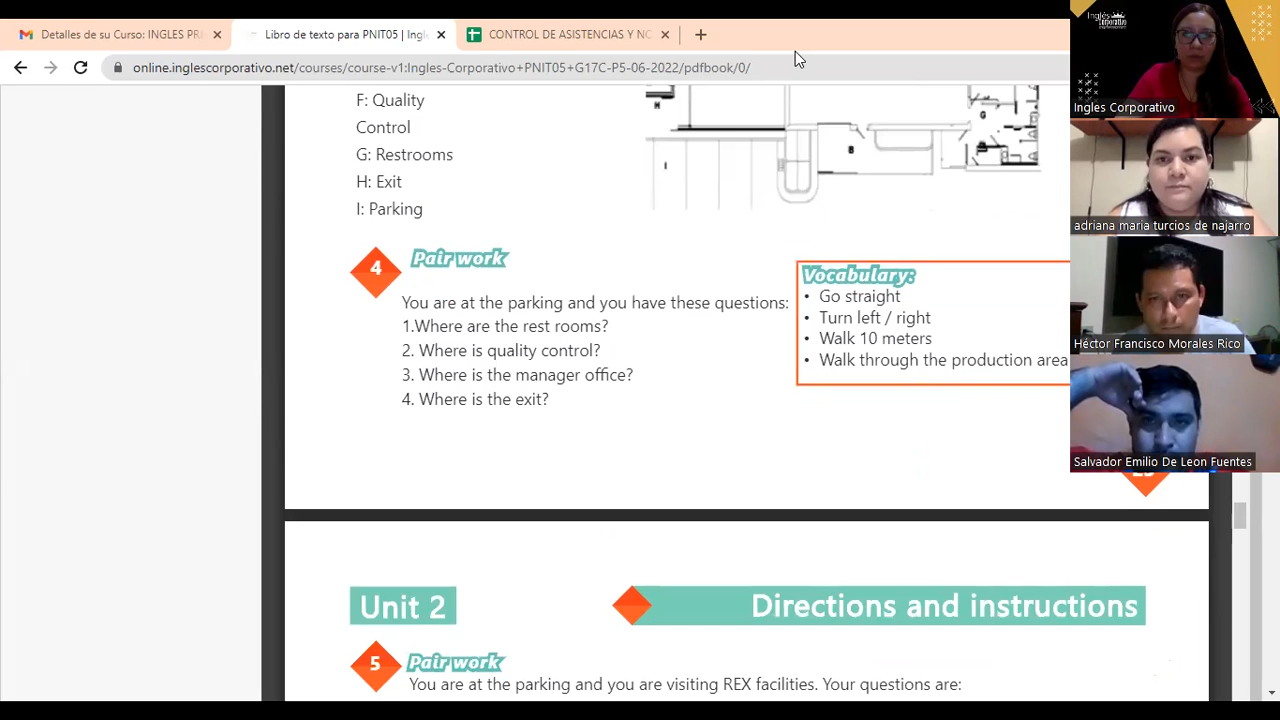 Detalles de su Curso: INGLES PRI
Libro de texto para PNIT05 | Ingl
CONTROL DE ASISTENCIAS Y NO
online.inglescorporativo.net/courses/course-v1:Ingles-Corporativo+PNIT05+G17C-P5-06-2022/pdfbook/0/
Inglés
Ingles Corporativo
adriana maria turcios de najarro
Héctor Francisco Morales Rico
Salvador Emilio De Leon Fuentes
F: Quality
Control
G: Restrooms
H: Exit
I: Parking
H
G
B
I
4
Pair work
You are at the parking and you have these questions:
1.Where are the rest rooms?
2. Where is quality control?
3. Where is the manager office?
4. Where is the exit?
Vocabulary:
• Go straight
• Turn left / right
• Walk 10 meters
• Walk through the production area
Unit 2
Directions and instructions
5
Pair work
You are at the parking and you are visiting REX facilities. Your questions are: